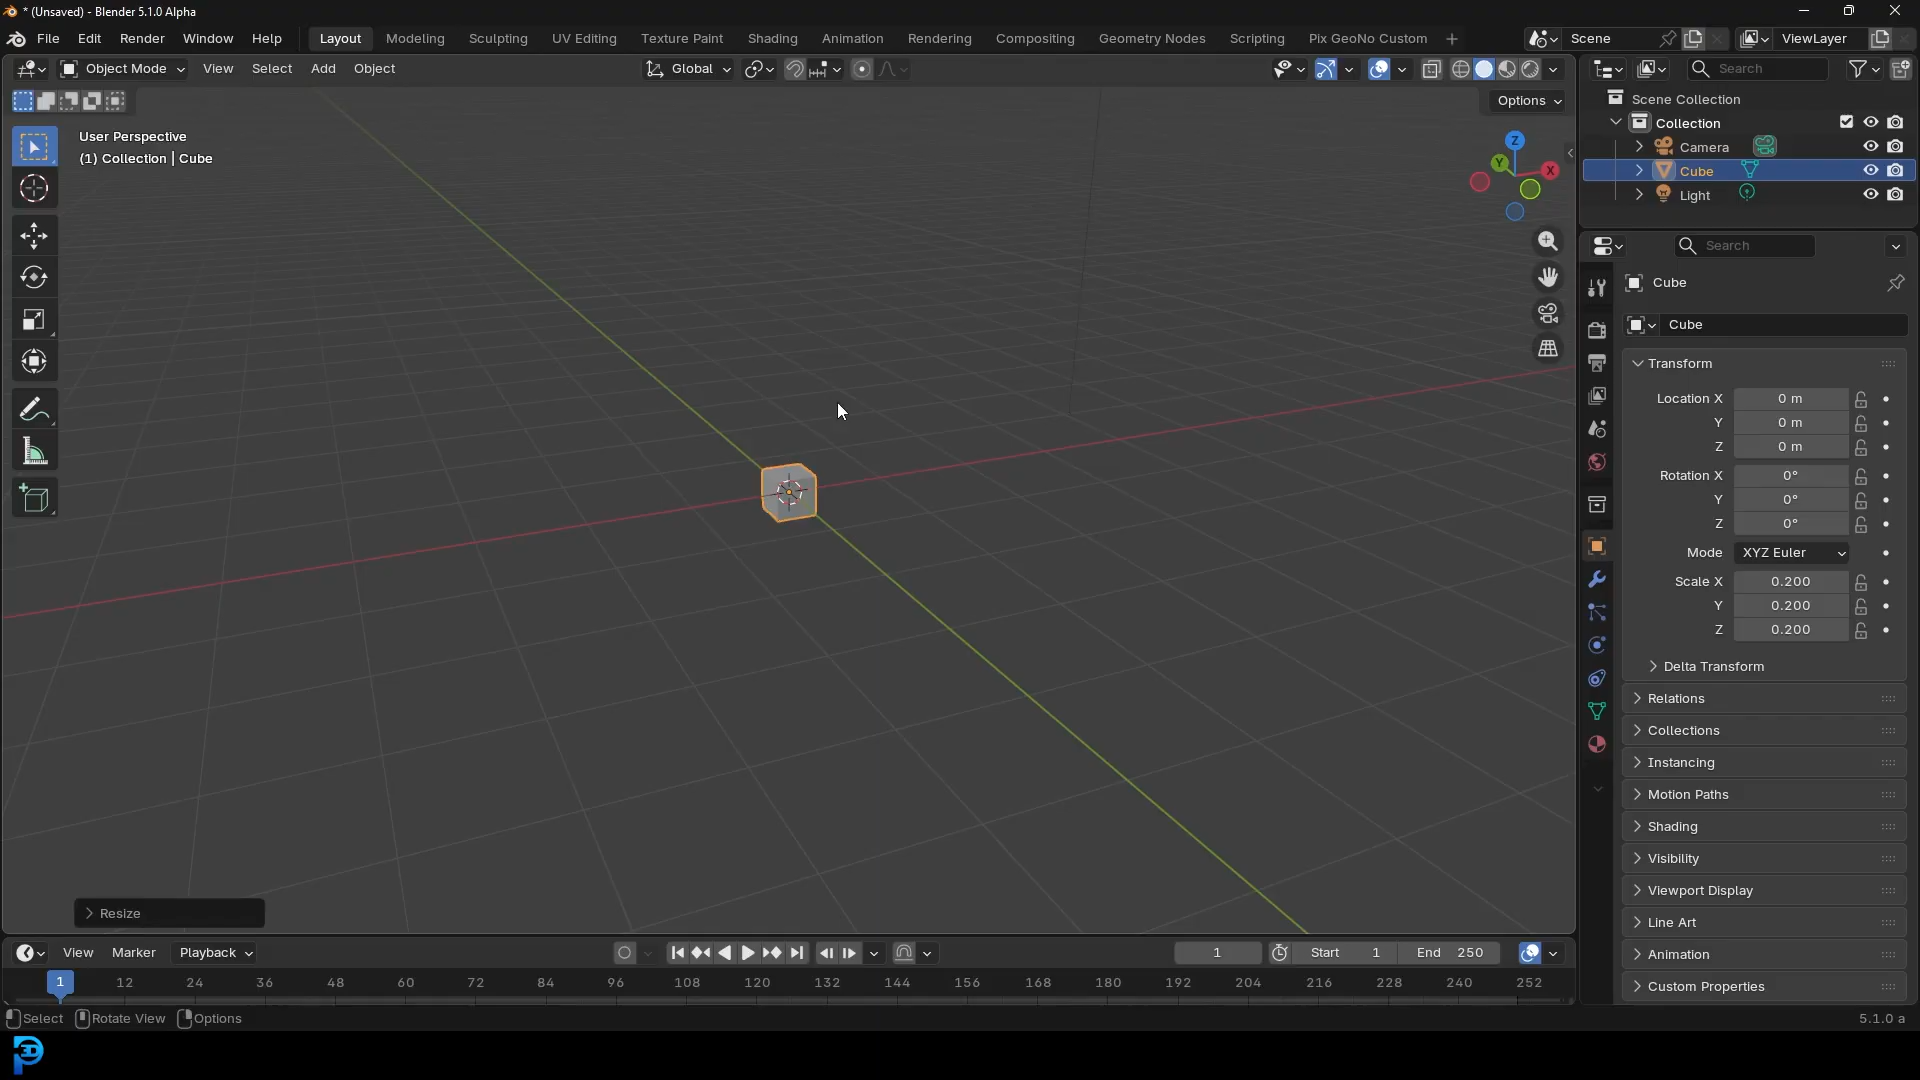 * (Unsaved) - Blender 5.1.0 Alpha
File Edit Render Window Help Layout Modeling Sculpting UV Editing Texture Paint Shading Animation Rendering Compositing Geometry Nodes Scripting Pix GeoNo Custom + Scene ViewLayer
Object Mode View Select Add Object Global Search
Options
Scene Collection
Collection
Camera
Cube
Light
User Perspective
(1) Collection | Cube
Z
Y
X
Search
Cube
Cube
Transform
Location X 0 m
Y 0 m
Z 0 m
Rotation X 0°
Y 0°
Z 0°
Mode XYZ Euler
Scale X 0.200
Y 0.200
Z 0.200
Delta Transform
Relations
Collections
Instancing
Motion Paths
Shading
Visibility
Viewport Display
Line Art
Animation
Custom Properties
Resize
View Marker Playback 1 Start 1 End 250
1 12 24 36 48 60 72 84 96 108 120 132 144 156 168 180 192 204 216 228 240 252
Select Rotate View Options 5.1.0 a